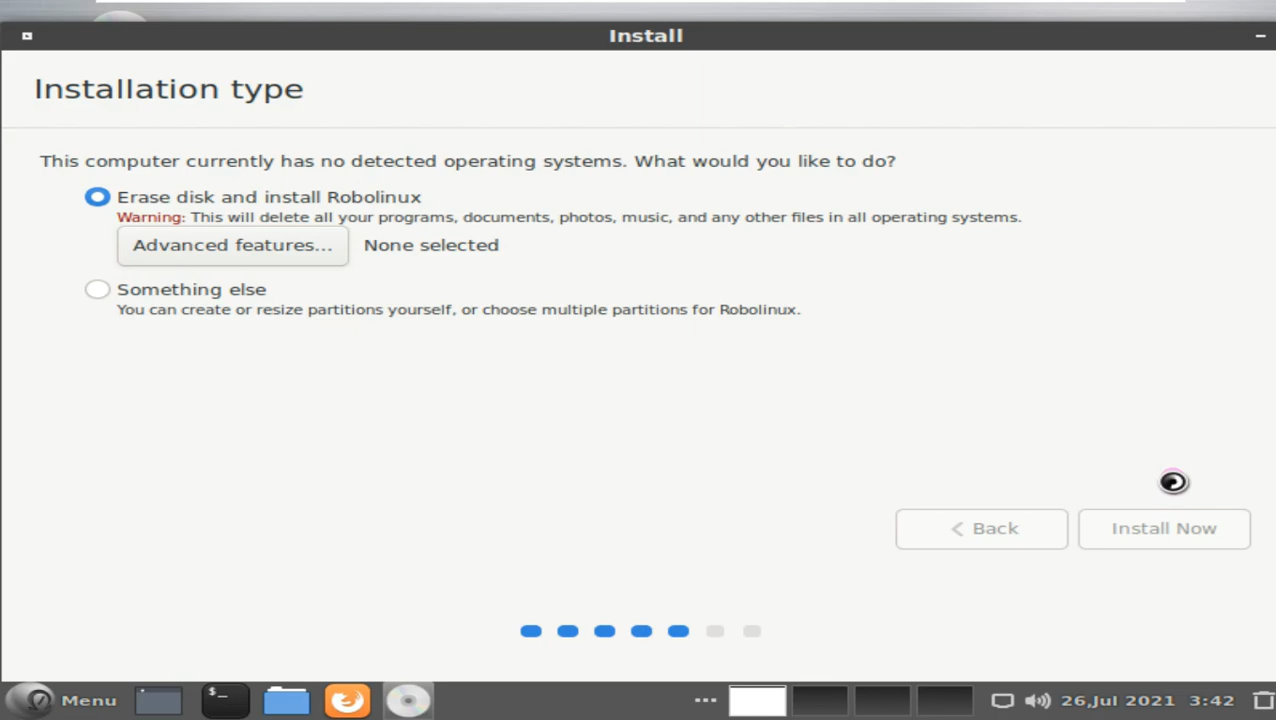 Install
Installation type
This computer currently has no detected operating systems. What would you like to do?
Erase disk and install Robolinux
Warning: This will delete all your programs, documents, photos, music, and any other files in all operating systems.
Advanced features... None selected
Something else
You can create or resize partitions yourself, or choose multiple partitions for Robolinux.
< Back Install Now
Menu $_ 26,Jul 2021 3:42